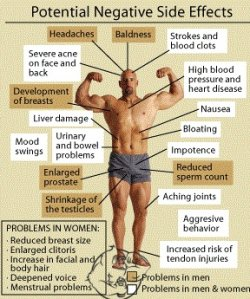 Potential Negative Side Effects
Headaches
Baldness
Strokes and
blood clots
Severe acne
on face and
back
High blood
pressure and
heart disease
Development
of breasts
Nausea
Liver damage
Bloating
Mood
swings
Urinary
and bowel
problems
Impotence
Enlarged
prostate
Reduced
sperm count
Shrinkage of
the testicles
Aching joints
Aggresive
behavior
Increased risk of
tendon injuries
PROBLEMS IN WOMEN:
• Reduced breast size
• Enlarged clitoris
• Increase in facial and
body hair
• Deepened voice
• Menstrual problems
Problems in men
Problems in men & women